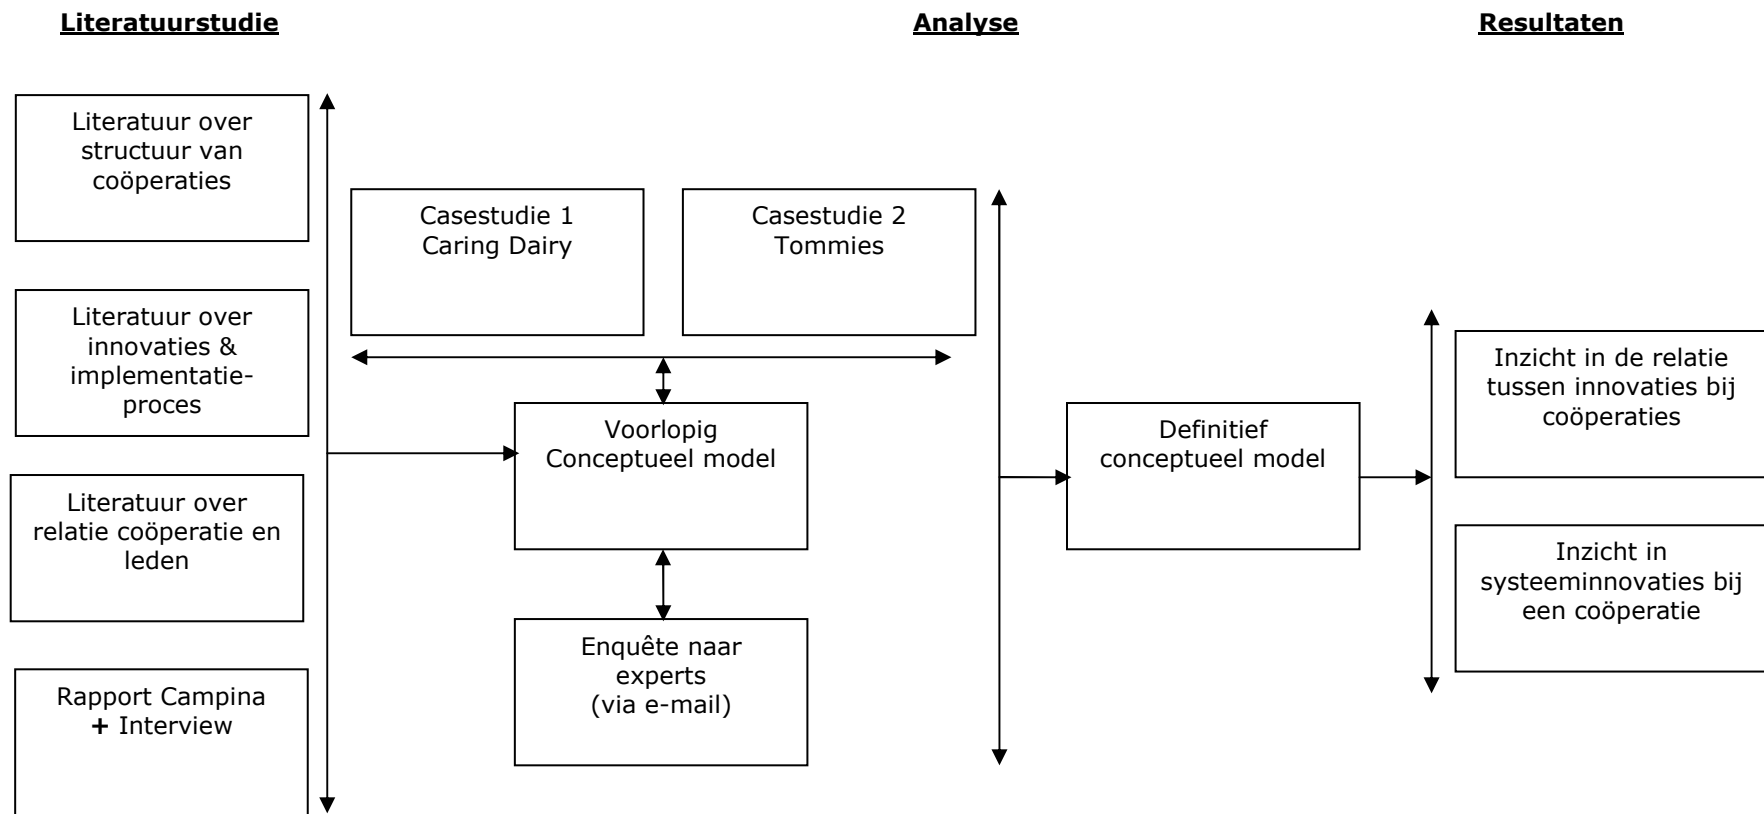 Literatuurstudie
Analyse
Resultaten
Literatuur over
structuur van
coöperaties
Literatuur over
innovaties &
implementatie-
proces
Literatuur over
relatie coöperatie en
leden
Rapport Campina
+ Interview
Casestudie 1
Caring Dairy
Casestudie 2
Tommies
Voorlopig
Conceptueel model
Enquête naar
experts
(via e-mail)
Definitief
conceptueel model
Inzicht in de relatie
tussen innovaties bij
coöperaties
Inzicht in
systeeminnovaties bij
een coöperatie